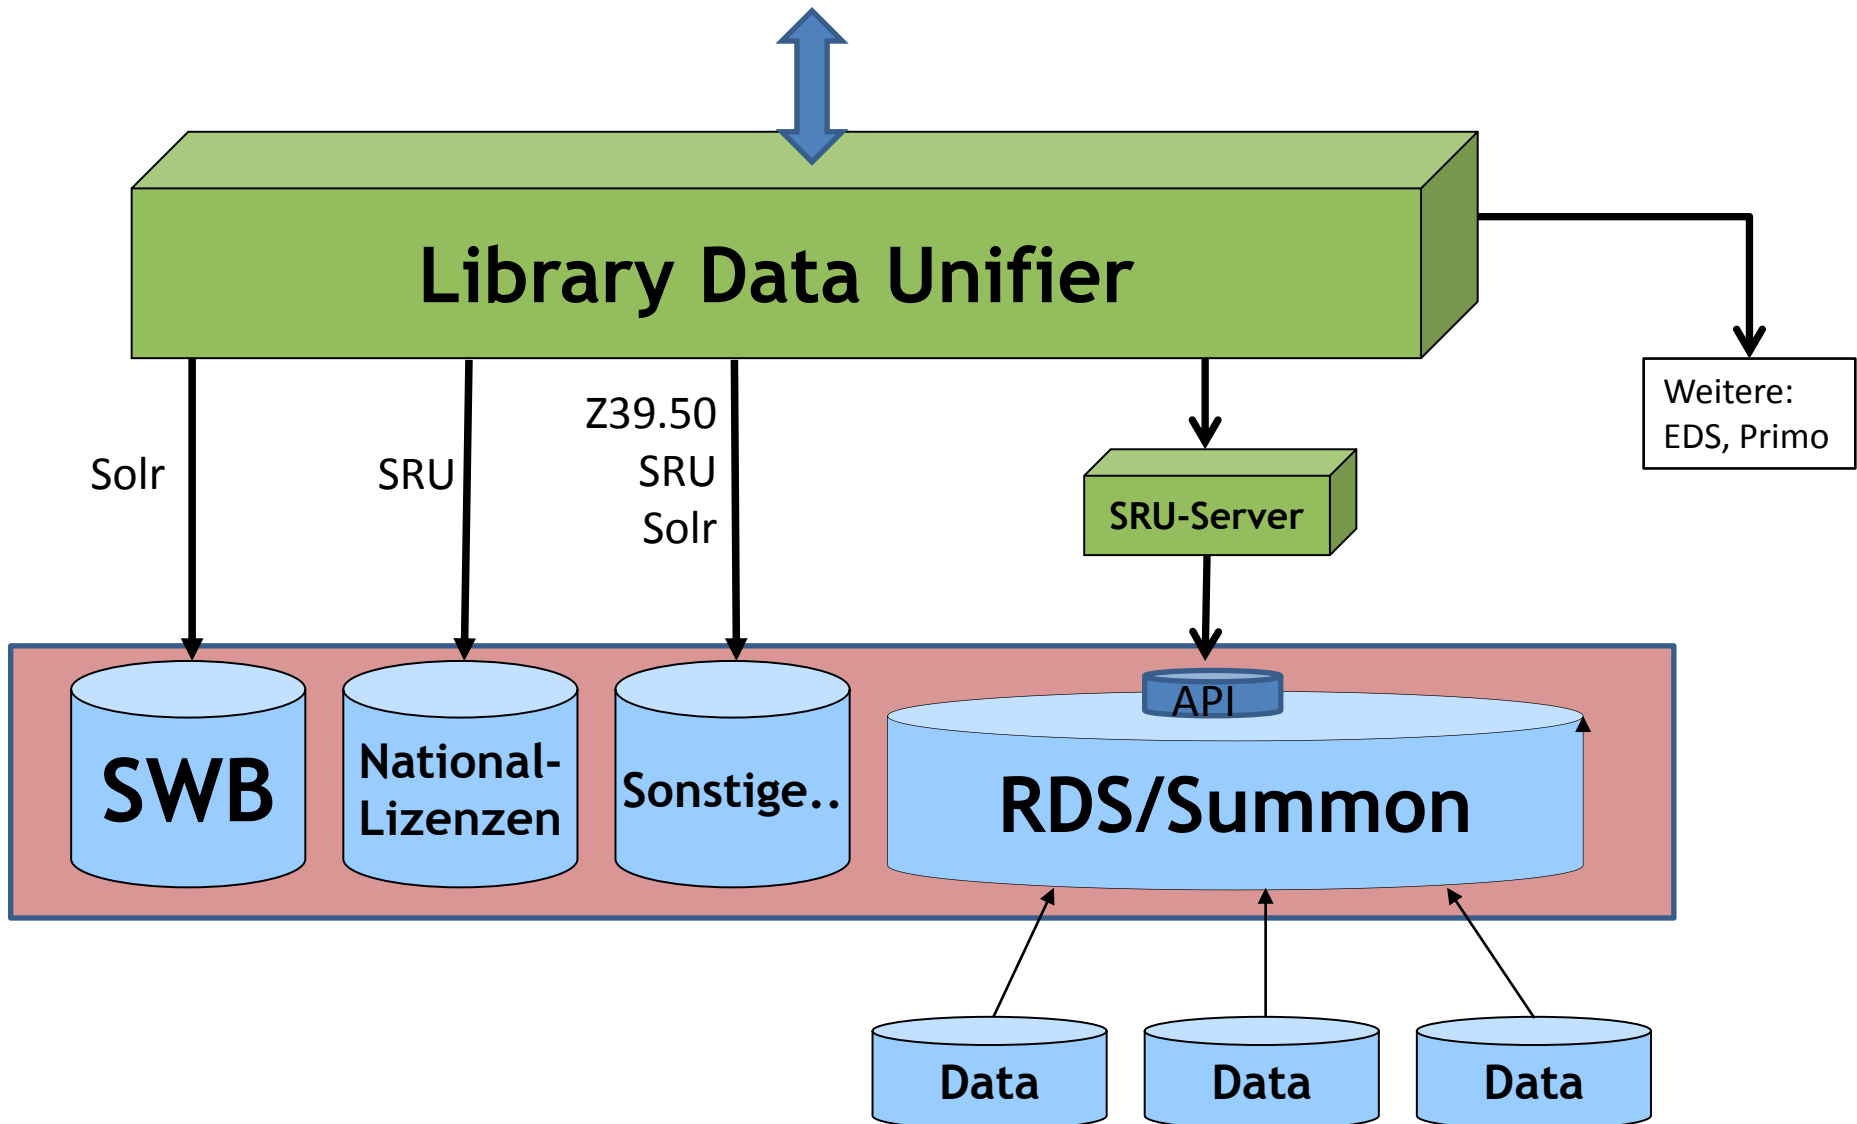 Library Data Unifier
Weitere:
EDS, Primo
Solr
SRU
Z39.50
SRU
Solr
SRU-Server
API
SWB
National-
Lizenzen
Sonstige..
RDS/Summon
Data
Data
Data